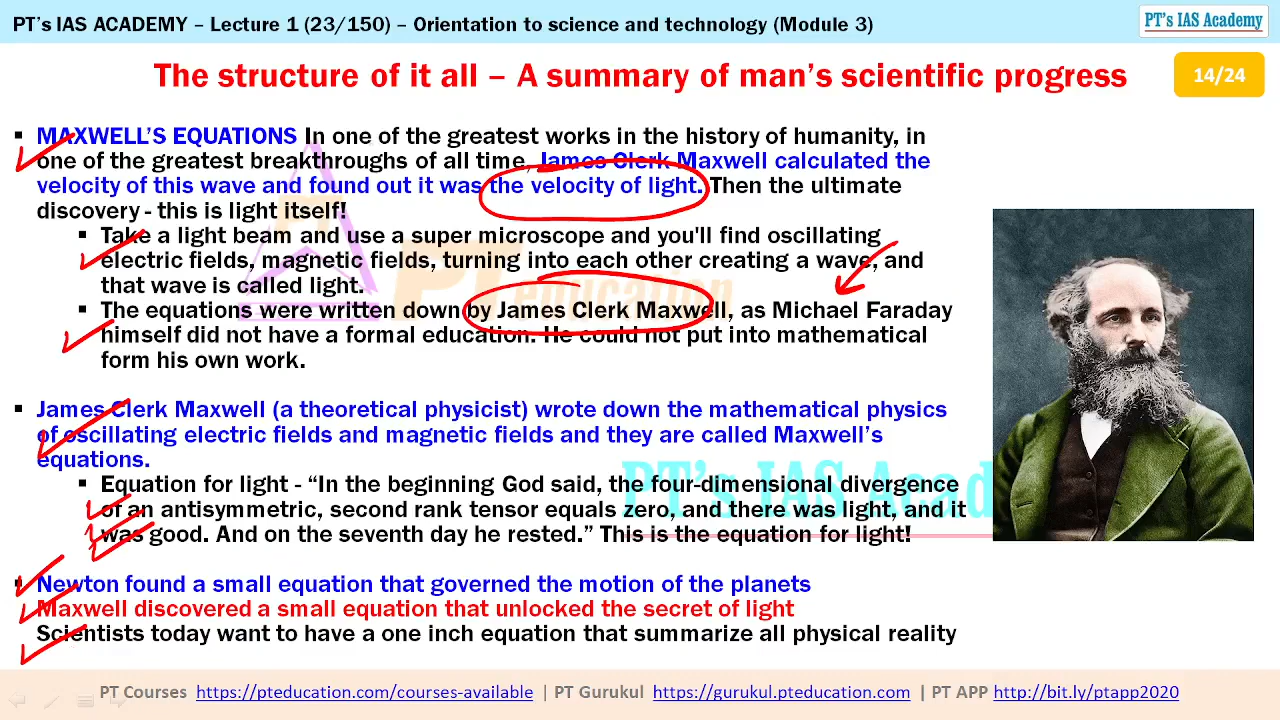 PT's IAS ACADEMY – Lecture 1 (23/150) – Orientation to science and technology (Module 3)
PT's IAS Academy
The structure of it all – A summary of man's scientific progress
14/24
▪ MAXWELL'S EQUATIONS In one of the greatest works in the history of humanity, in
one of the greatest breakthroughs of all time, James Clerk Maxwell calculated the
velocity of this wave and found out it was the velocity of light. Then the ultimate
discovery - this is light itself!
▪ Take a light beam and use a super microscope and you'll find oscillating
electric fields, magnetic fields, turning into each other creating a wave, and
that wave is called light.
▪ The equations were written down by James Clerk Maxwell, as Michael Faraday
himself did not have a formal education. He could not put into mathematical
form his own work.
▪ James Clerk Maxwell (a theoretical physicist) wrote down the mathematical physics
of oscillating electric fields and magnetic fields and they are called Maxwell's
equations.
▪ Equation for light - “In the beginning God said, the four-dimensional divergence
of an antisymmetric, second rank tensor equals zero, and there was light, and it
was good. And on the seventh day he rested.” This is the equation for light!
▪ Newton found a small equation that governed the motion of the planets
Maxwell discovered a small equation that unlocked the secret of light
Scientists today want to have a one inch equation that summarize all physical reality
PT education
PT's IAS Acad
PT Courses https://pteducation.com/courses-available | PT Gurukul https://gurukul.pteducation.com | PT APP http://bit.ly/ptapp2020